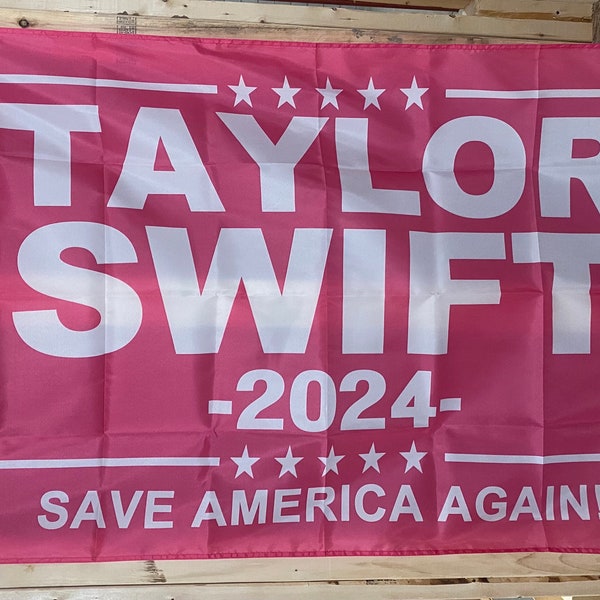 TAYLOR
SWIFT
-2024-
SAVE AMERICA AGAIN!